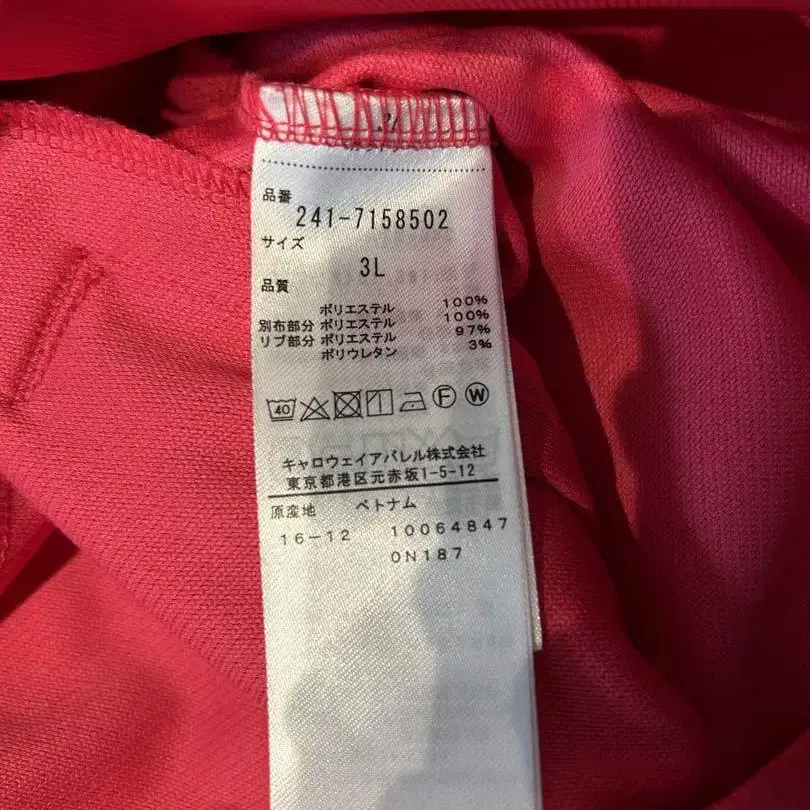 品番
241-7158502
サイズ
3L
品質
ポリエステル 100%
別布部分 ポリエステル 100%
リブ部分 ポリエステル 97%
ポリウレタン 3%
40 F W
キャロウェイアパレル株式会社
東京都港区元赤坂1-5-12
原産地 ベトナム
16-12 10064847
0N187